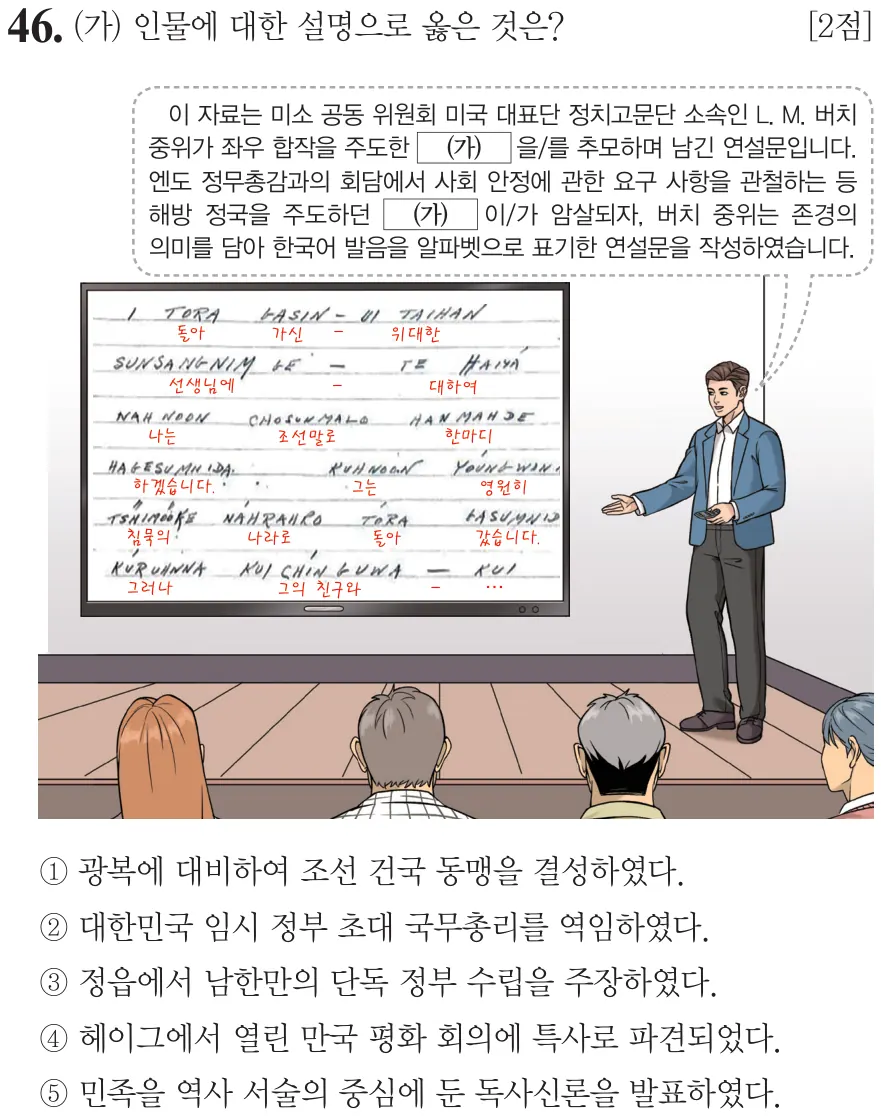 46. (가) 인물에 대한 설명으로 옳은 것은? [2점]
이 자료는 미소 공동 위원회 미국 대표단 정치고문단 소속인 L. M. 버치
중위가 좌우 합작을 주도한 (가) 을/를 추모하며 남긴 연설문입니다.
엔도 정무총감과의 회담에서 사회 안정에 관한 요구 사항을 관철하는 등
해방 정국을 주도하던 (가) 이/가 암살되자, 버치 중위는 존경의
의미를 담아 한국어 발음을 알파벳으로 표기한 연설문을 작성하였습니다.
I TORA GASIN – UI TAIHAN
돌아 가신 – 위대한
SUNSANGNIM GE – TE HAIYA
선생님에 – 대하여
NAH NOON CHOSUNMALO HAN MAH DE
나는 조선말로 한마디
HAGESUMNIDA. KUHNOON YOUNGWON
하겠습니다. 그는 영원히
TSHIMOOKE NAHRAHRO TORA GASUMNID
침묵의 나라로 돌아 갔습니다.
KURUHNNA KUI CHINGUWA – KUI
그러나 그의 친구와 – …
① 광복에 대비하여 조선 건국 동맹을 결성하였다.
② 대한민국 임시 정부 초대 국무총리를 역임하였다.
③ 정읍에서 남한만의 단독 정부 수립을 주장하였다.
④ 헤이그에서 열린 만국 평화 회의에 특사로 파견되었다.
⑤ 민족을 역사 서술의 중심에 둔 독사신론을 발표하였다.